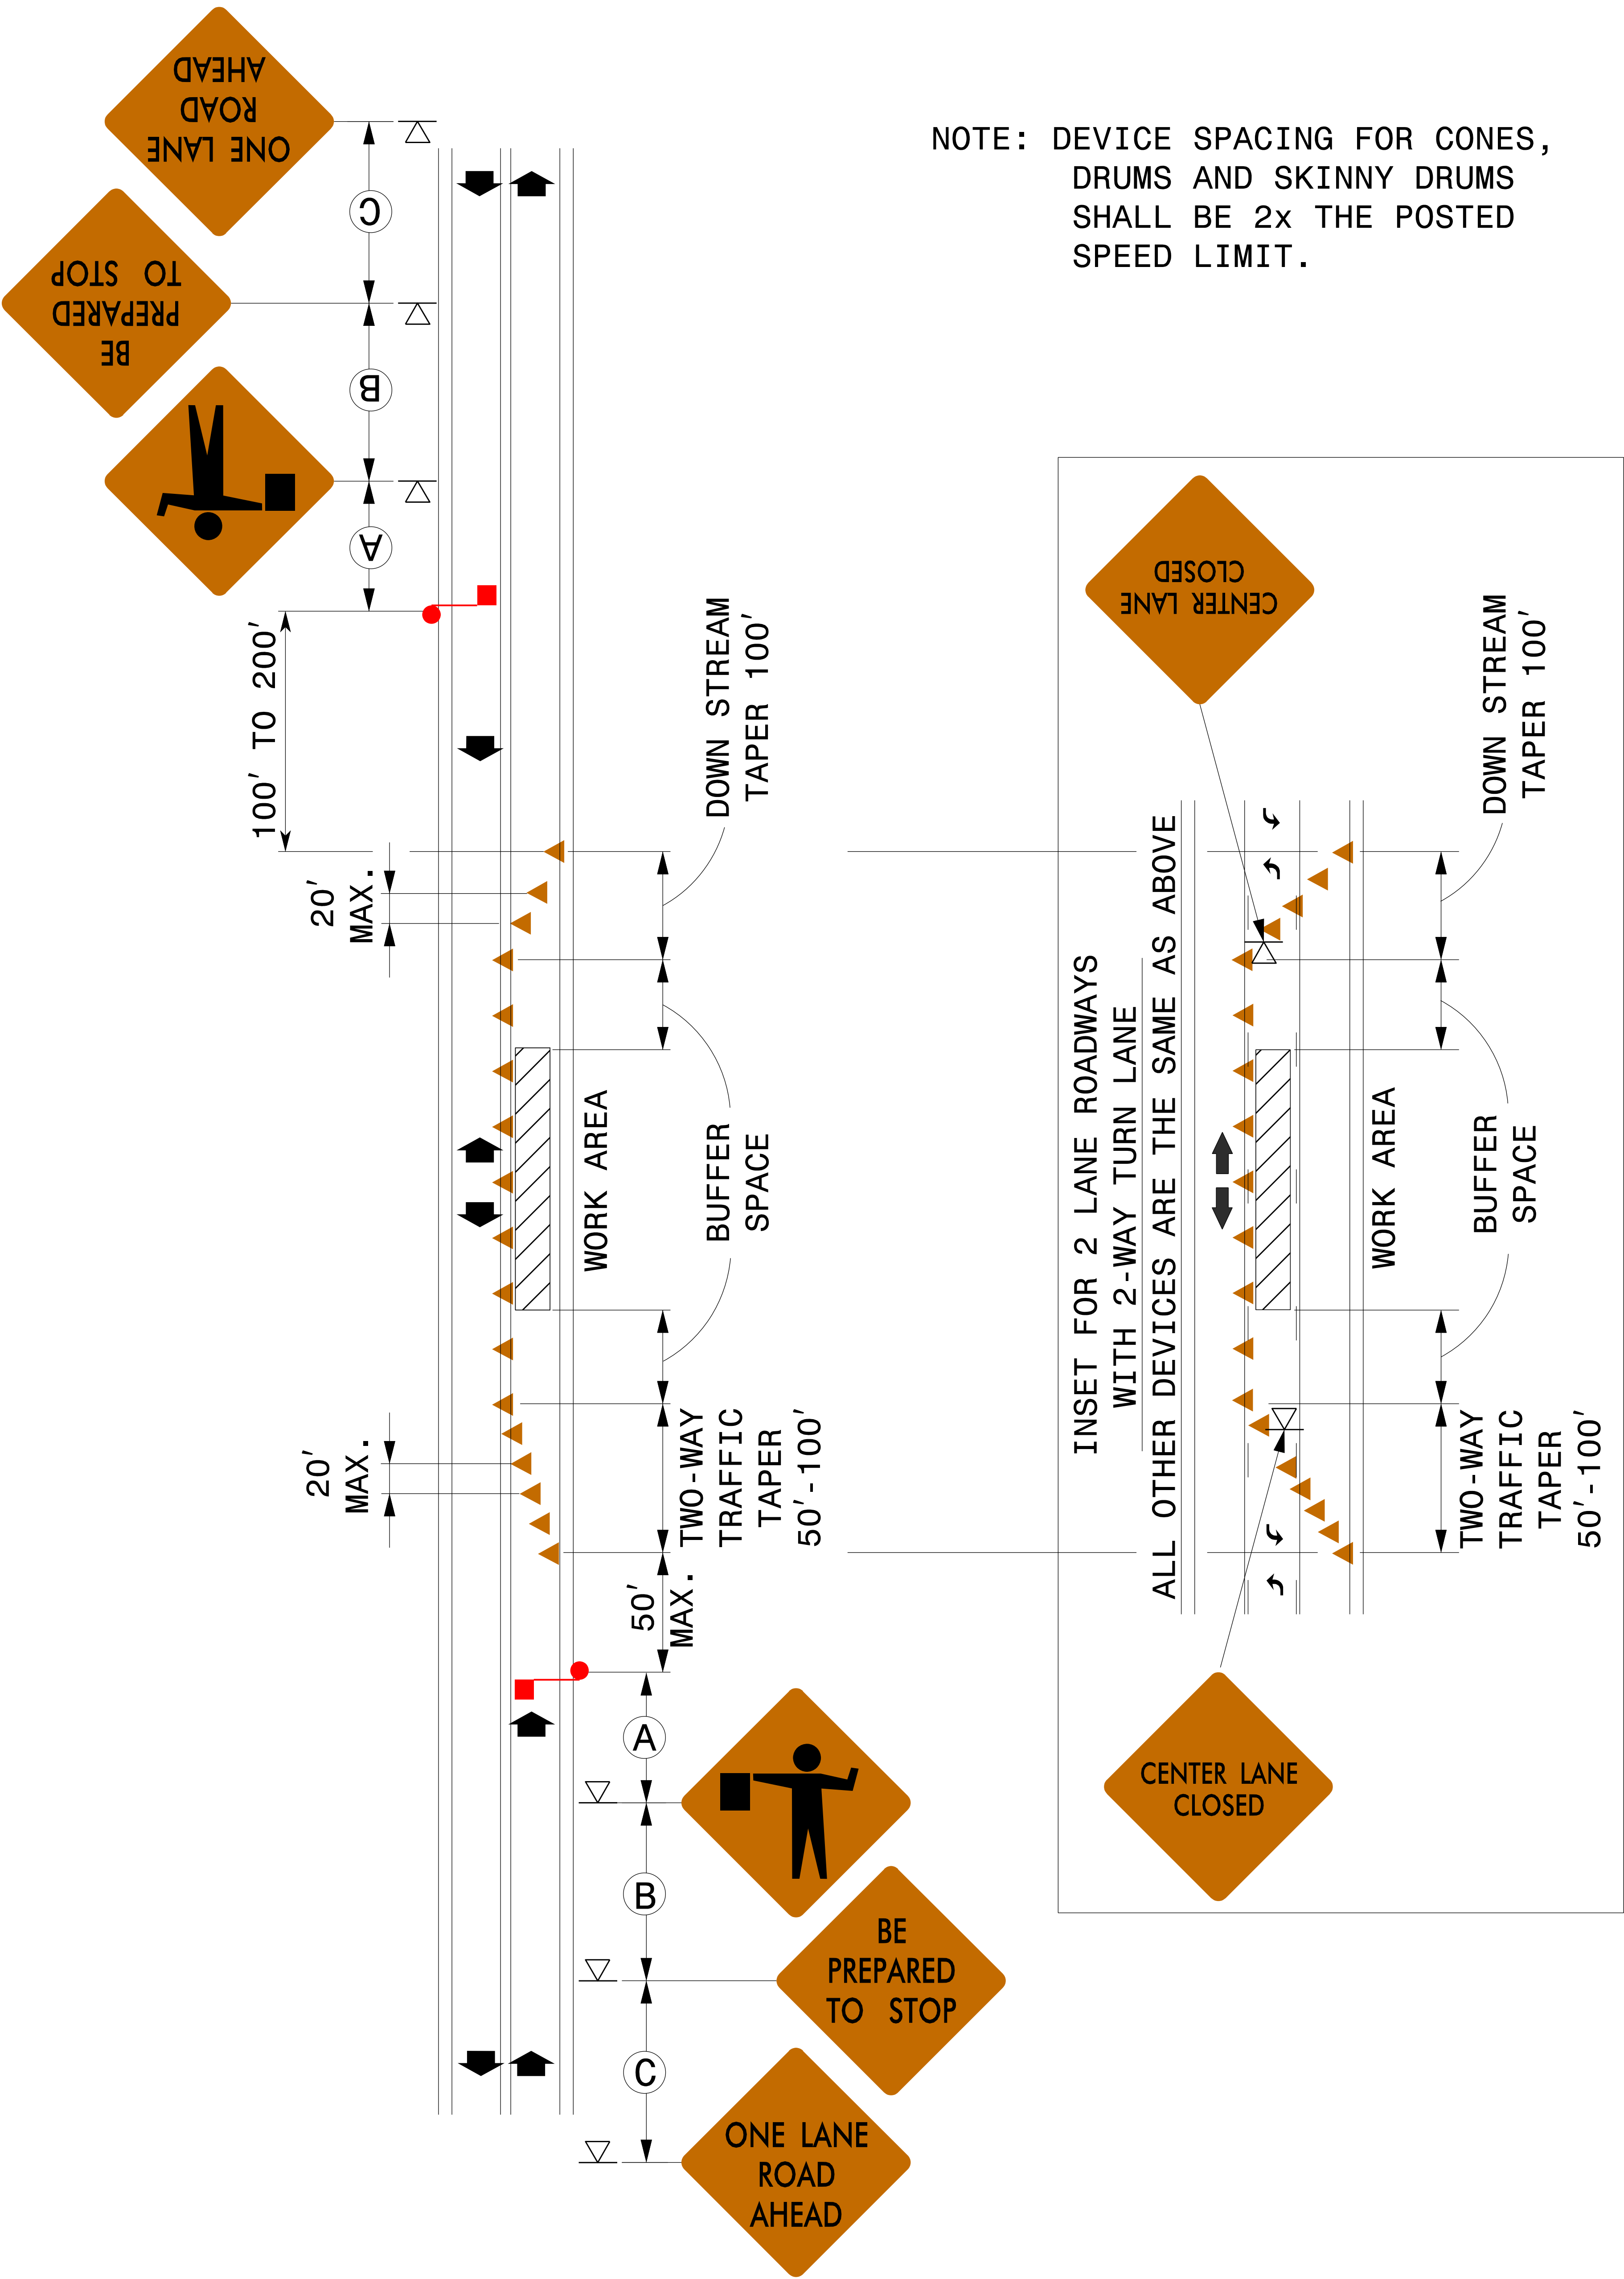 ONE LANE
ROAD
AHEAD
C
BE
PREPARED
TO STOP
B
A
NOTE: DEVICE SPACING FOR CONES,
DRUMS AND SKINNY DRUMS
SHALL BE 2x THE POSTED
SPEED LIMIT.
100' TO 200'
20'
MAX.
DOWN STREAM
TAPER 100'
WORK AREA
BUFFER
SPACE
20'
MAX.
TWO-WAY
TRAFFIC
TAPER
50'-100'
50'
MAX.
A
B
BE
PREPARED
TO STOP
C
ONE LANE
ROAD
AHEAD
CENTER LANE
CLOSED
INSET FOR 2 LANE ROADWAYS
WITH 2-WAY TURN LANE
ALL OTHER DEVICES ARE THE SAME AS ABOVE
DOWN STREAM
TAPER 100'
WORK AREA
BUFFER
SPACE
TWO-WAY
TRAFFIC
TAPER
50'-100'
CENTER LANE
CLOSED